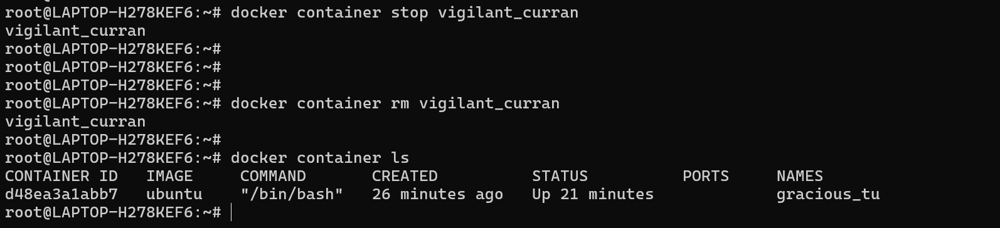 root@LAPTOP-H278KEF6:~# docker container stop vigilant_curran
vigilant_curran
root@LAPTOP-H278KEF6:~#
root@LAPTOP-H278KEF6:~#
root@LAPTOP-H278KEF6:~#
root@LAPTOP-H278KEF6:~# docker container rm vigilant_curran
vigilant_curran
root@LAPTOP-H278KEF6:~#
root@LAPTOP-H278KEF6:~# docker container ls
CONTAINER ID   IMAGE     COMMAND       CREATED          STATUS          PORTS     NAMES
d48ea3a1abb7   ubuntu    "/bin/bash"   26 minutes ago   Up 21 minutes             gracious_tu
root@LAPTOP-H278KEF6:~#